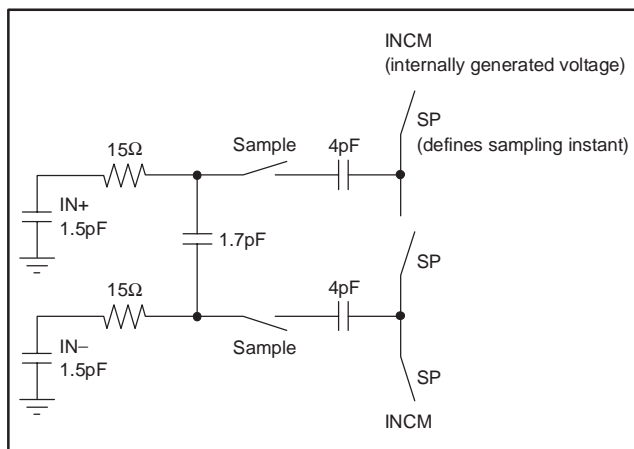 INCM
(internally generated voltage)
SP
(defines sampling instant)
15Ω
Sample
4pF
IN+
1.5pF
1.7pF
15Ω
4pF
SP
IN−
1.5pF
Sample
SP
INCM